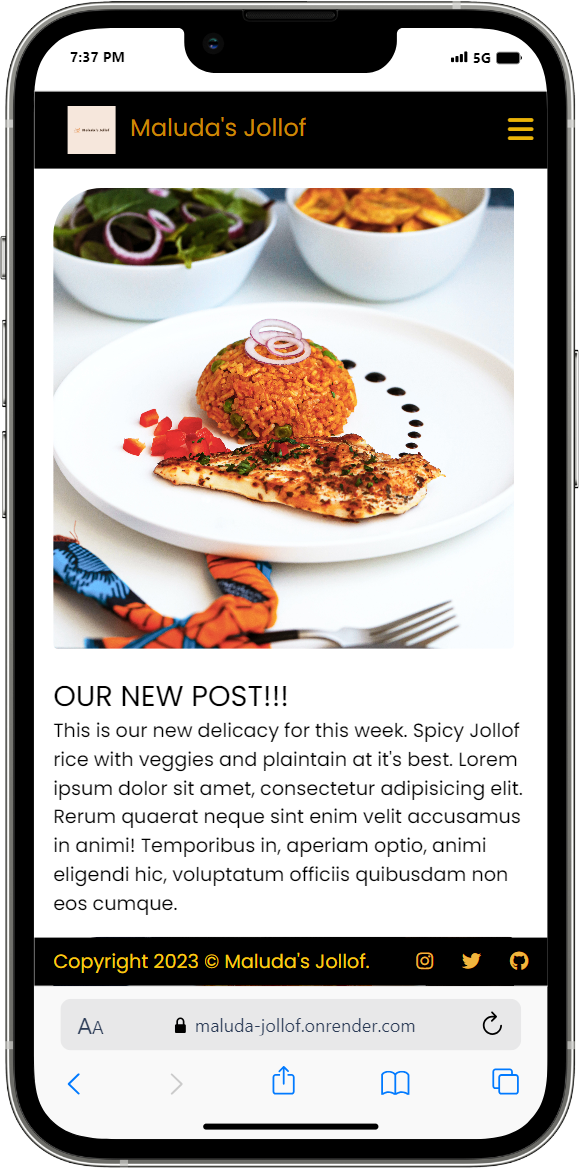 7:37 PM
5G
Maluda's Jollof
Maluda's Jollof
OUR NEW POST!!!
This is our new delicacy for this week. Spicy Jollof
rice with veggies and plaintain at it's best. Lorem
ipsum dolor sit amet, consectetur adipisicing elit.
Rerum quaerat neque sint enim velit accusamus
in animi! Temporibus in, aperiam optio, animi
eligendi hic, voluptatum officiis quibusdam non
eos cumque.
Copyright 2023 © Maluda's Jollof.
AA
maluda-jollof.onrender.com